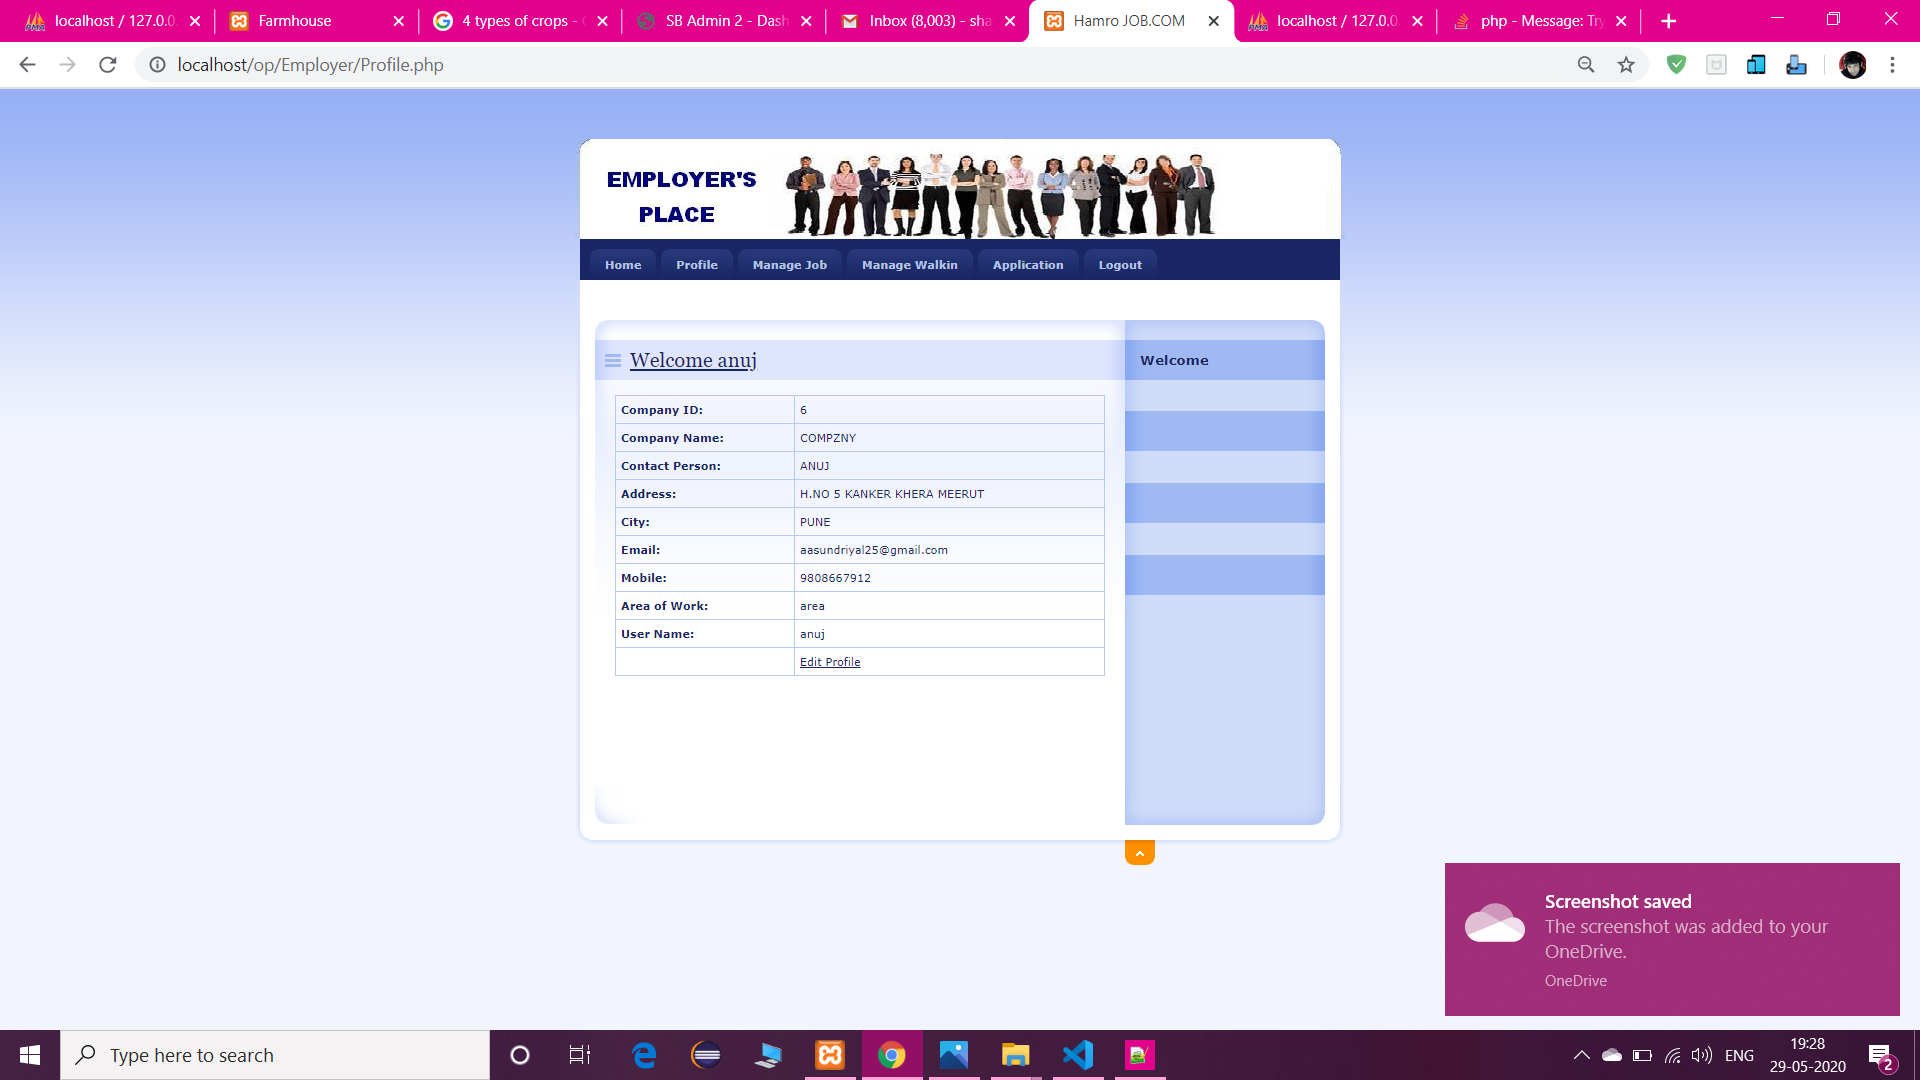 localhost / 127.0.0.
Farmhouse
4 types of crops -
SB Admin 2 - Dash
Inbox (8,003) - sha
Hamro JOB.COM
localhost / 127.0.0.
php - Message: Try
localhost/op/Employer/Profile.php
EMPLOYER'S
PLACE
Home
Profile
Manage Job
Manage Walkin
Application
Logout
Welcome anuj
Welcome
Company ID: 6
Company Name: COMPZNY
Contact Person: ANUJ
Address: H.NO 5 KANKER KHERA MEERUT
City: PUNE
Email: aasundriyal25@gmail.com
Mobile: 9808667912
Area of Work: area
User Name: anuj
Edit Profile
Screenshot saved
The screenshot was added to your
OneDrive.
OneDrive
Type here to search
ENG
19:28
29-05-2020
2